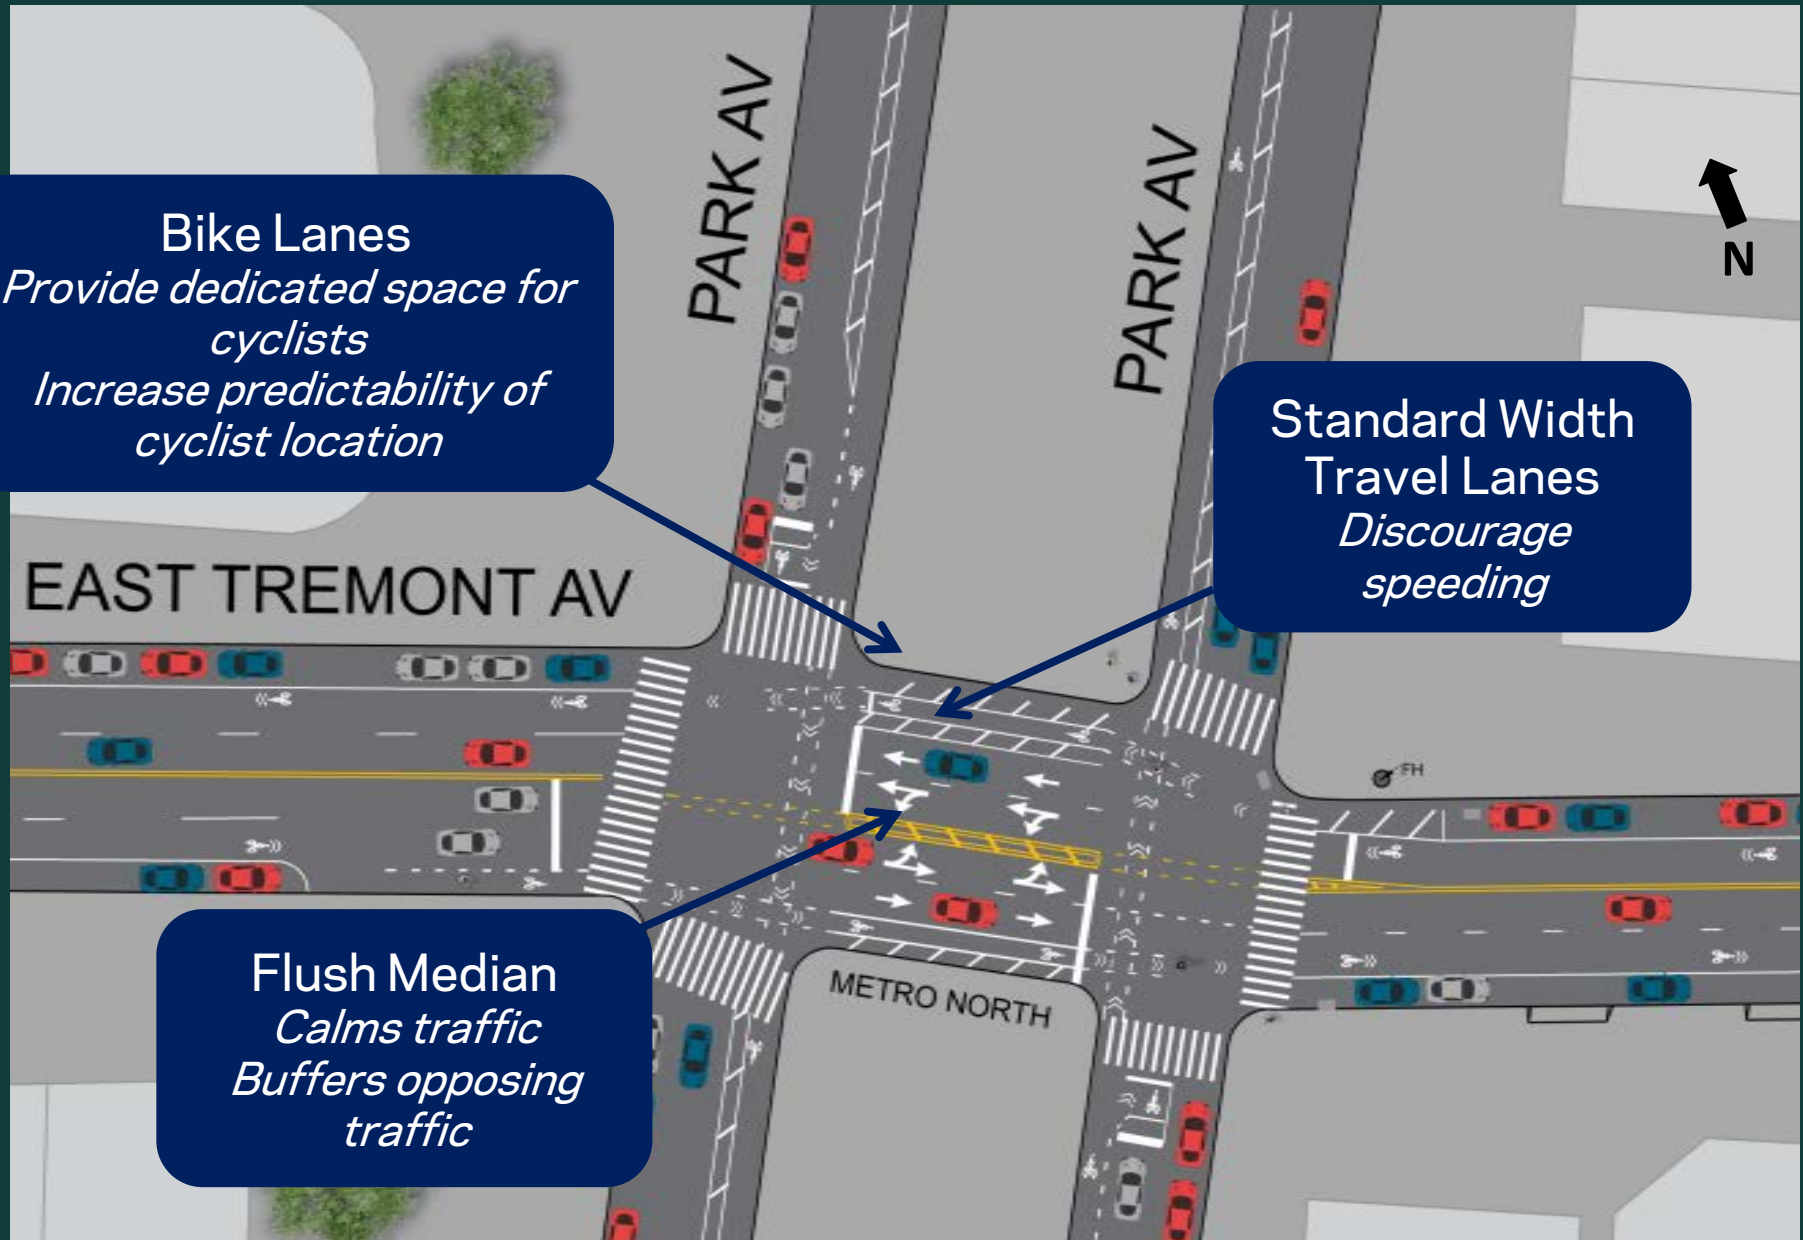 PARK AV
PARK AV
Bike Lanes
Provide dedicated space for
cyclists
Increase predictability of
cyclist location
N
Standard Width
Travel Lanes
Discourage
speeding
EAST TREMONT AV
FH
Flush Median
Calms traffic
Buffers opposing
traffic
METRO NORTH